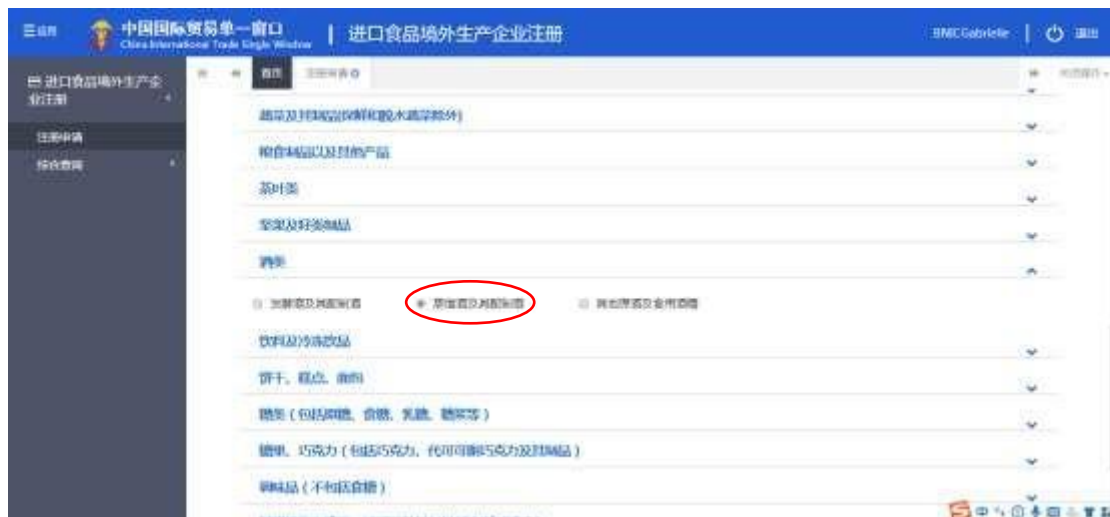 中国国际贸易单一窗口
China International Trade Single Window
进口食品境外生产企业注册
退出
进口食品境外生产企
业注册
首页
注册申请
注册申请
综合查询
蔬菜及其制品(保鲜和脱水蔬菜除外)
粮食制品以及其他产品
茶叶类
坚果及籽类制品
酒类
发酵酒及其配制酒
蒸馏酒及其配制酒
其他原酒及食用酒精
饮料及冷冻饮品
饼干、糕点、面包
糖类(包括原糖、食糖、乳糖、糖浆等)
糖果、巧克力(包括巧克力、代可可脂巧克力及其制品)
调味品(不包括食糖)